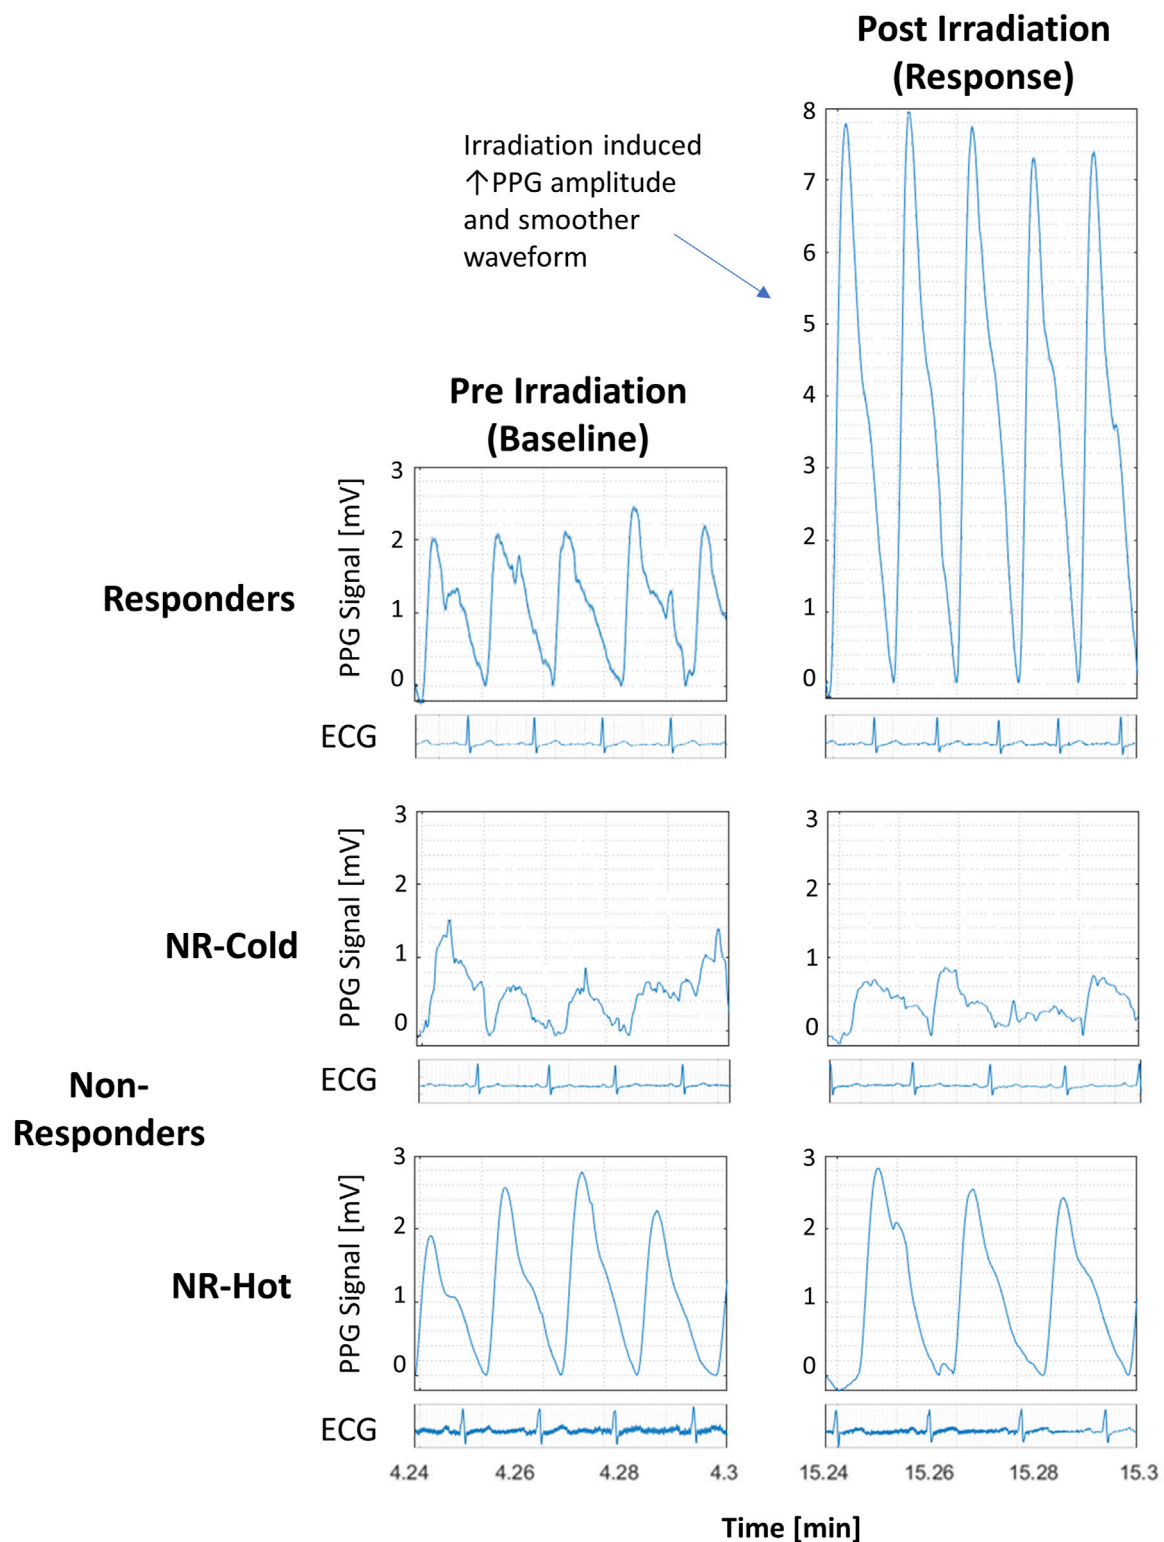 Post Irradiation
(Response)
Irradiation induced
↑PPG amplitude
and smoother
waveform
8
7
6
5
4
3
2
1
0
Pre Irradiation
(Baseline)
Responders
PPG Signal [mV]
3
2
1
0
ECG
NR-Cold
PPG Signal [mV]
3
2
1
0
3
2
1
0
ECG
Non-
Responders
NR-Hot
PPG Signal [mV]
3
2
1
0
3
2
1
0
ECG
4.24 4.26 4.28 4.3 15.24 15.26 15.28 15.3
Time [min]